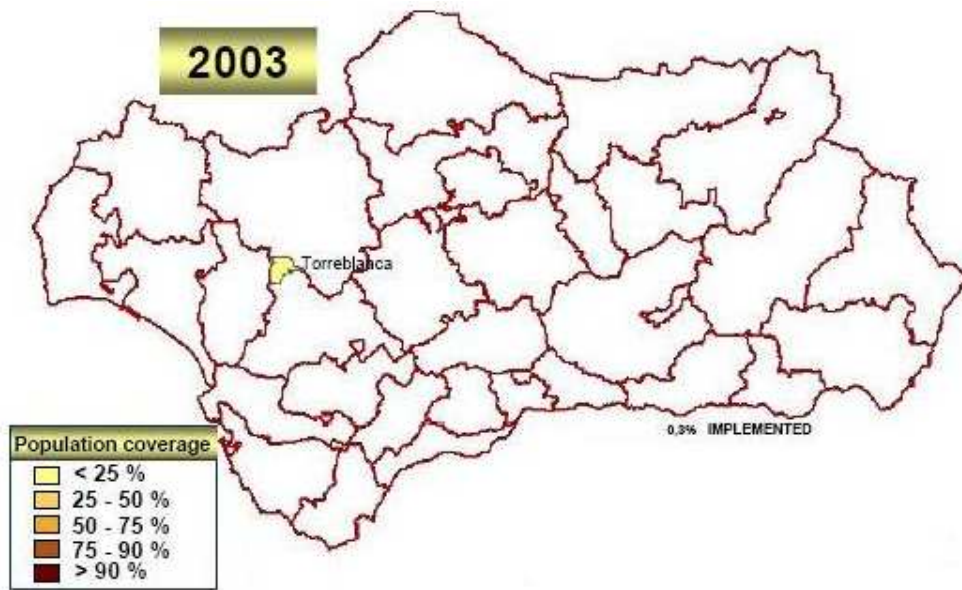 2003
Torreblanca
0,3% IMPLEMENTED
Population coverage
< 25 %
25 - 50 %
50 - 75 %
75 - 90 %
> 90 %